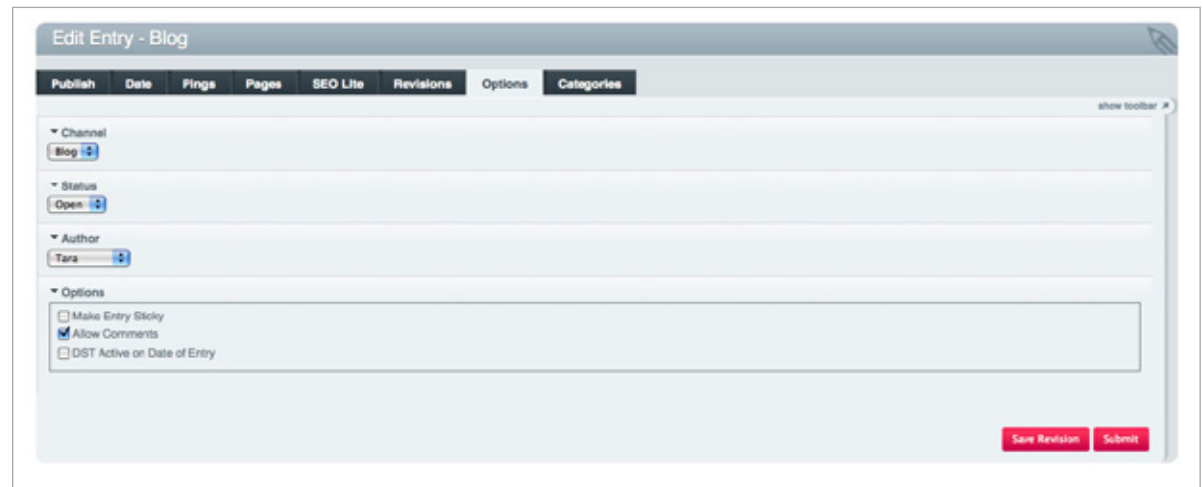 Edit Entry - Blog
Publish Date Pings Pages SEO Lite Revisions Options Categories
show toolbar
Channel
Blog
Status
Open
Author
Tara
Options
Make Entry Sticky
Allow Comments
DST Active on Date of Entry
Save Revision Submit